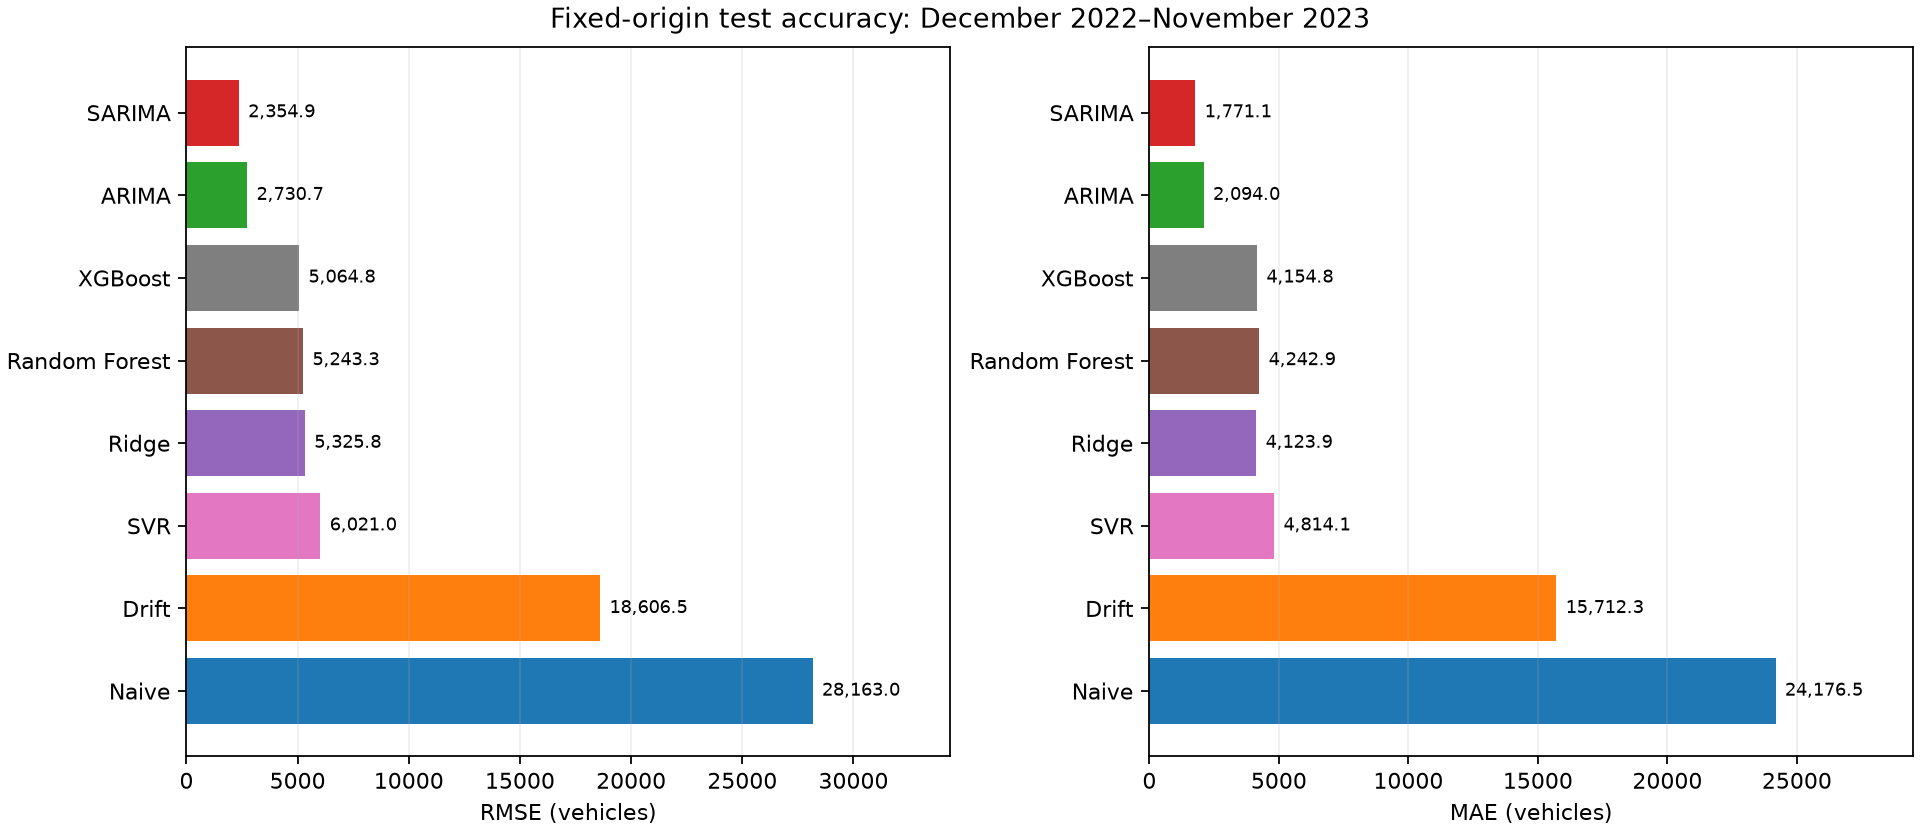 Fixed-origin test accuracy: December 2022–November 2023
SARIMA
2,354.9
ARIMA
2,730.7
XGBoost
5,064.8
Random Forest
5,243.3
Ridge
5,325.8
SVR
6,021.0
Drift
18,606.5
Naive
28,163.0
0 5000 10000 15000 20000 25000 30000
RMSE (vehicles)
SARIMA
1,771.1
ARIMA
2,094.0
XGBoost
4,154.8
Random Forest
4,242.9
Ridge
4,123.9
SVR
4,814.1
Drift
15,712.3
Naive
24,176.5
0 5000 10000 15000 20000 25000
MAE (vehicles)